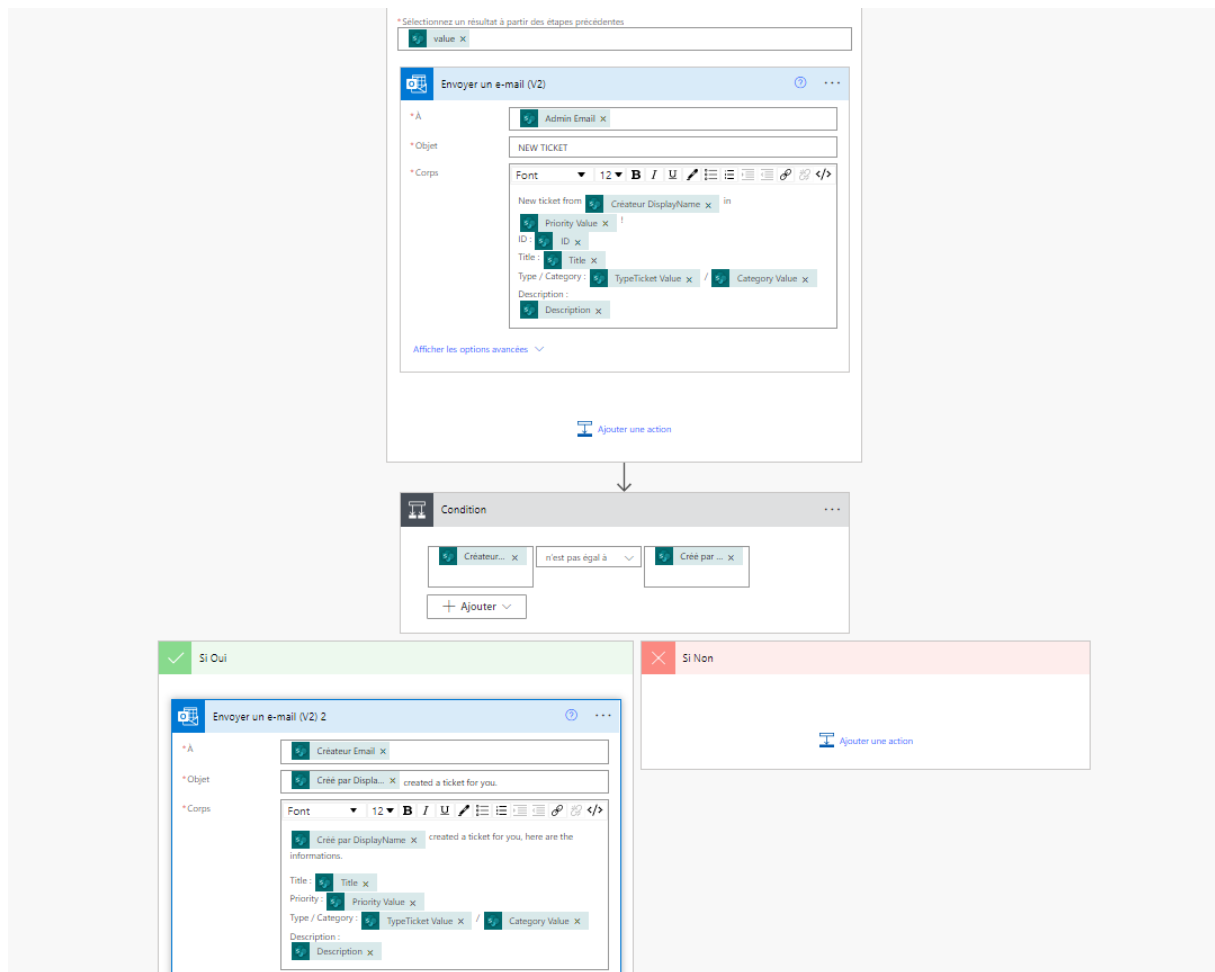 *Sélectionnez un résultat à partir des étapes précédentes
value ×
Envoyer un e-mail (V2)
*À
Admin Email ×
*Objet
NEW TICKET
*Corps
Font 12 B I U </>
New ticket from Créateur DisplayName × in
Priority Value × !
ID : ID ×
Title : Title ×
Type / Category : TypeTicket Value × / Category Value ×
Description :
Description ×
Afficher les options avancées
Ajouter une action
Condition
Créateur... × n'est pas égal à Créé par ... ×
+ Ajouter
Si Oui
Si Non
Envoyer un e-mail (V2) 2
Ajouter une action
*À
Créateur Email ×
*Objet
Créé par Displa... × created a ticket for you.
*Corps
Font 12 B I U </>
Créé par DisplayName × created a ticket for you, here are the
informations.
Title : Title ×
Priority : Priority Value ×
Type / Category : TypeTicket Value × / Category Value ×
Description :
Description ×